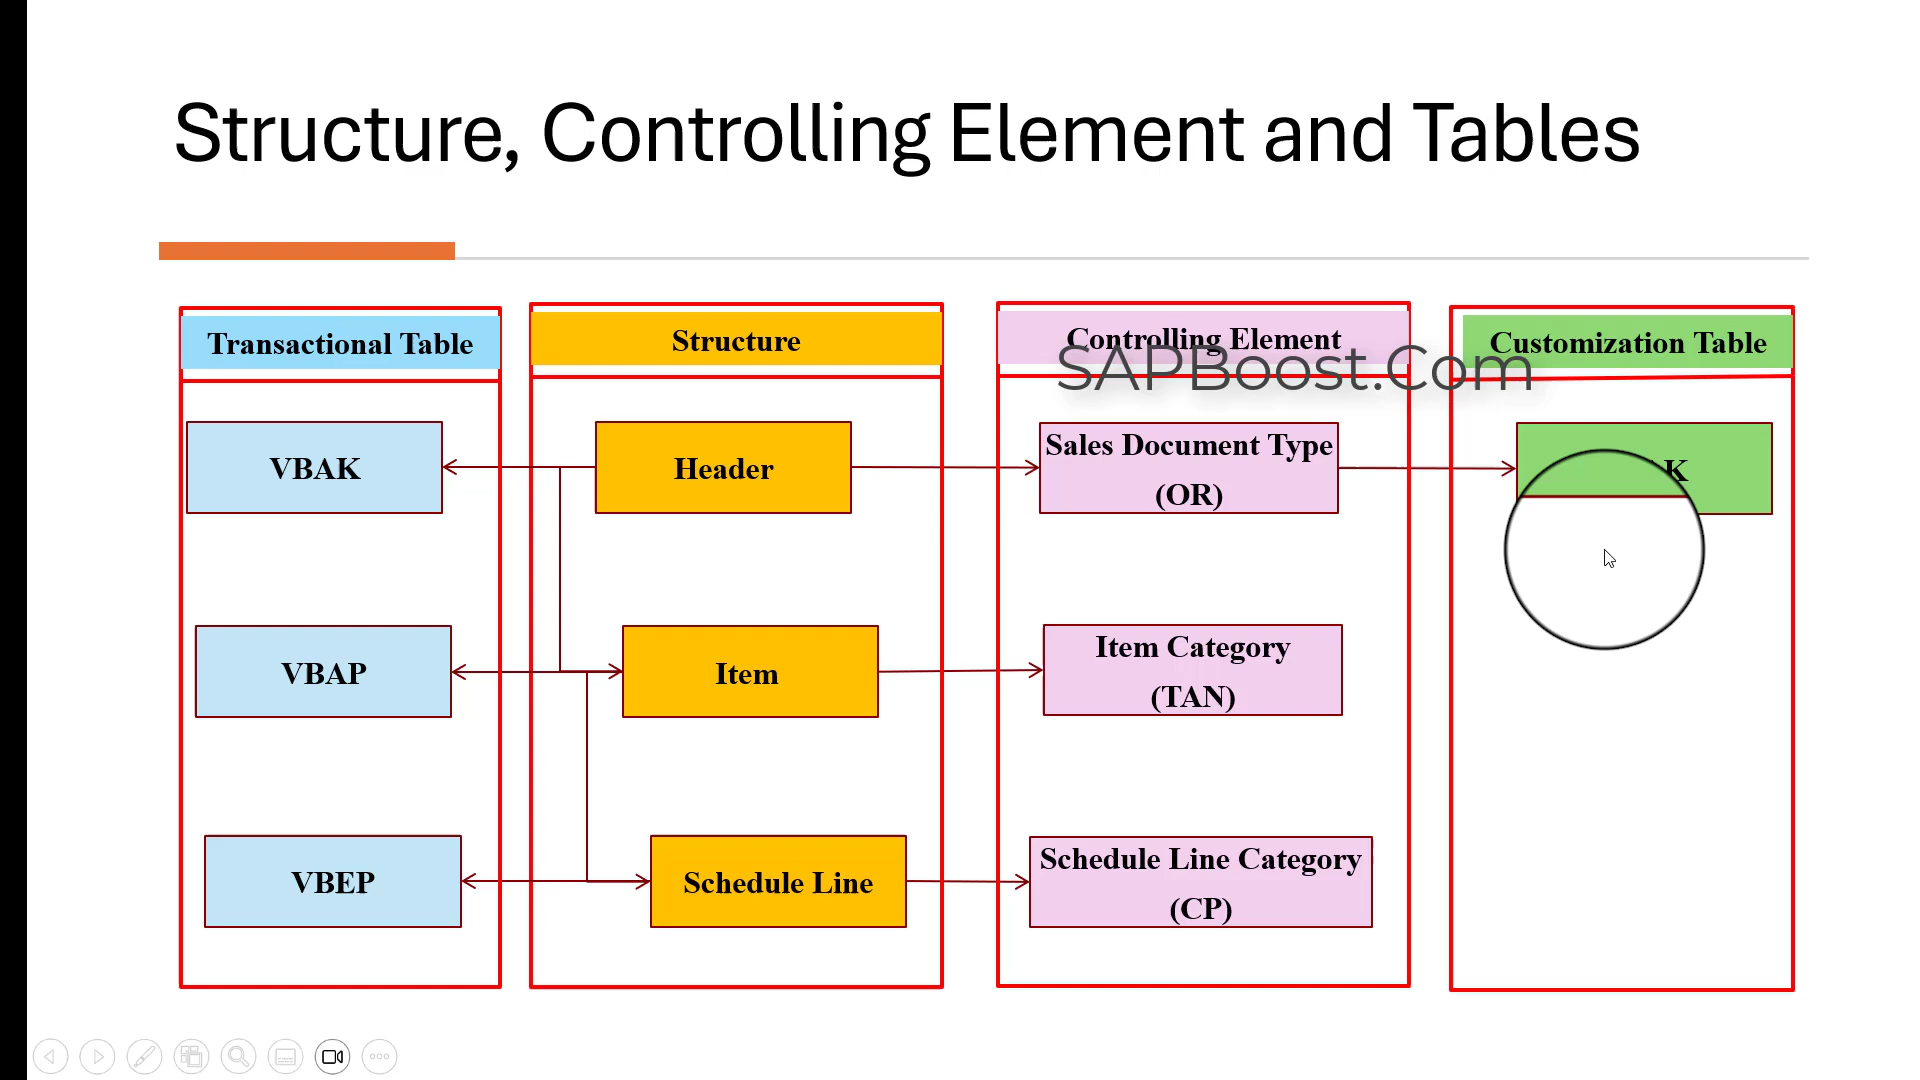 Structure, Controlling Element and Tables
Transactional Table
Structure
Controlling Element
Customization Table
SAPBoost.Com
VBAK
Header
Sales Document Type
(OR)
VBAP
Item
Item Category
(TAN)
VBEP
Schedule Line
Schedule Line Category
(CP)